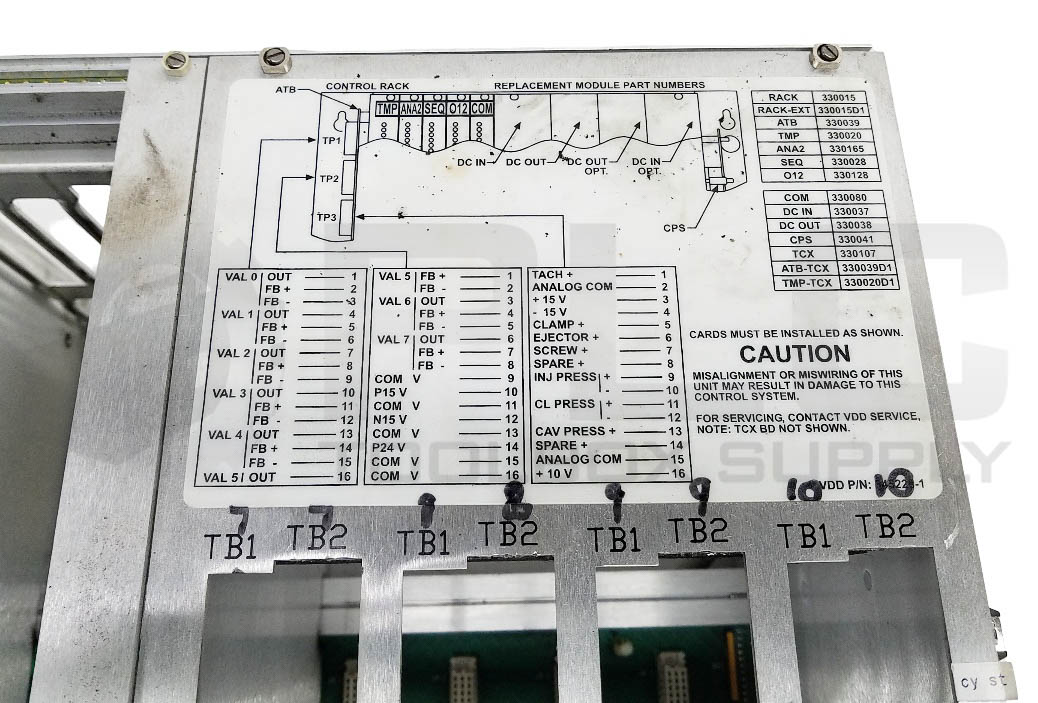 CONTROL RACK
REPLACEMENT MODULE PART NUMBERS
ATB
TMP ANA2 SEQ O12 COM
TP1
TP2
TP3
DC IN
DC OUT
DC OUT OPT.
DC IN OPT.
CPS
RACK 330015
RACK-EXT 330015D1
ATB 330039
TMP 330020
ANA2 330165
SEQ 330028
O12 330128
COM 330080
DC IN 330037
DC OUT 330038
CPS 330041
TCX 330107
ATB-TCX 330039D1
TMP-TCX 330020D1
VAL 0 OUT 1
FB + 2
FB - 3
VAL 1 OUT 4
FB + 5
FB - 6
VAL 2 OUT 7
FB + 8
FB - 9
VAL 3 OUT 10
FB + 11
FB - 12
VAL 4 OUT 13
FB + 14
FB - 15
VAL 5 OUT 16
VAL 5 FB + 1
FB - 2
VAL 6 OUT 3
FB + 4
FB - 5
VAL 7 OUT 6
FB + 7
FB - 8
COM V 9
P15 V 10
COM V 11
N15 V 12
COM V 13
P24 V 14
COM V 15
COM V 16
TACH + 1
ANALOG COM 2
+ 15 V 3
- 15 V 4
CLAMP + 5
EJECTOR + 6
SCREW + 7
SPARE + 8
INJ PRESS + 9
- 10
CL PRESS + 11
- 12
CAV PRESS + 13
SPARE + 14
ANALOG COM 15
+ 10 V 16
CARDS MUST BE INSTALLED AS SHOWN.
CAUTION
MISALIGNMENT OR MISWIRING OF THIS
UNIT MAY RESULT IN DAMAGE TO THIS
CONTROL SYSTEM.
FOR SERVICING, CONTACT VDD SERVICE,
NOTE: TCX BD NOT SHOWN.
PLC
INDUSTRIAL SUPPLY
VDD P/N:
7 7 9 8 9 9 10 10
TB1 TB2 TB1 TB2 TB1 TB2 TB1 TB2
cy st